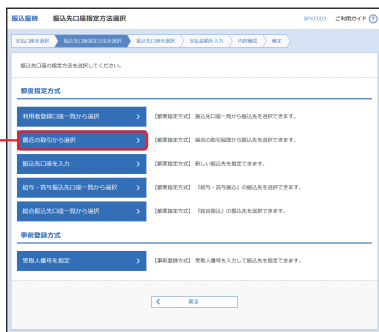 振込振替 振込先口座指定方法選択 BFKF003 ご利用ガイド ?
支払口座を選択 振込先口座指定方法を選択 振込先口座を選択 支払金額を入力 内容確認 確定
振込先口座の指定方法を選択してください。
都度指定方式
利用者登録口座一覧から選択 【都度指定方式】 振込先口座一覧から振込先を選択できます。
最近の取引から選択 【都度指定方式】 最近の取引履歴から振込先を選択できます。
振込先口座を入力 【都度指定方式】 新しい振込先を指定できます。
給与・賞与振込先口座一覧から選択 【都度指定方式】 「給与・賞与振込」の振込先を選択できます。
総合振込先口座一覧から選択 【都度指定方式】 「総合振込」の振込先を選択できます。
事前登録方式
受取人番号を指定 【事前登録方式】 受取人番号を入力して振込先を指定できます。
戻る